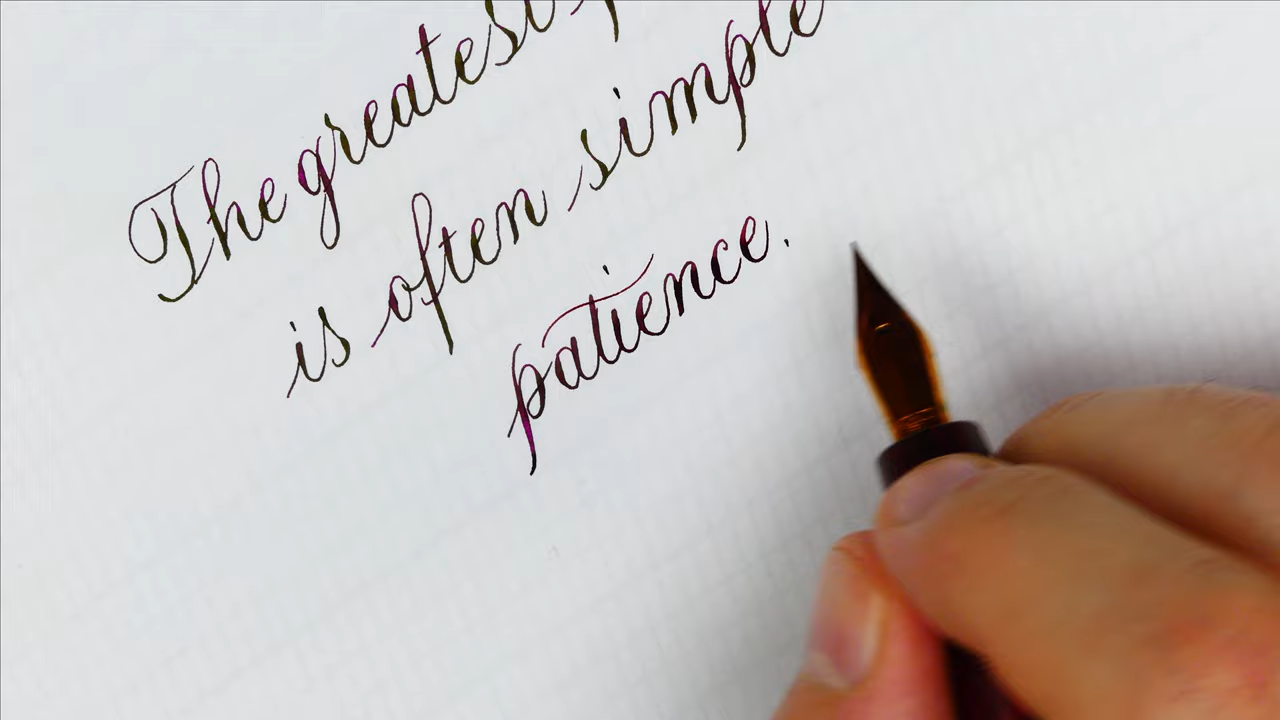 The greatest
is often simple
patience.